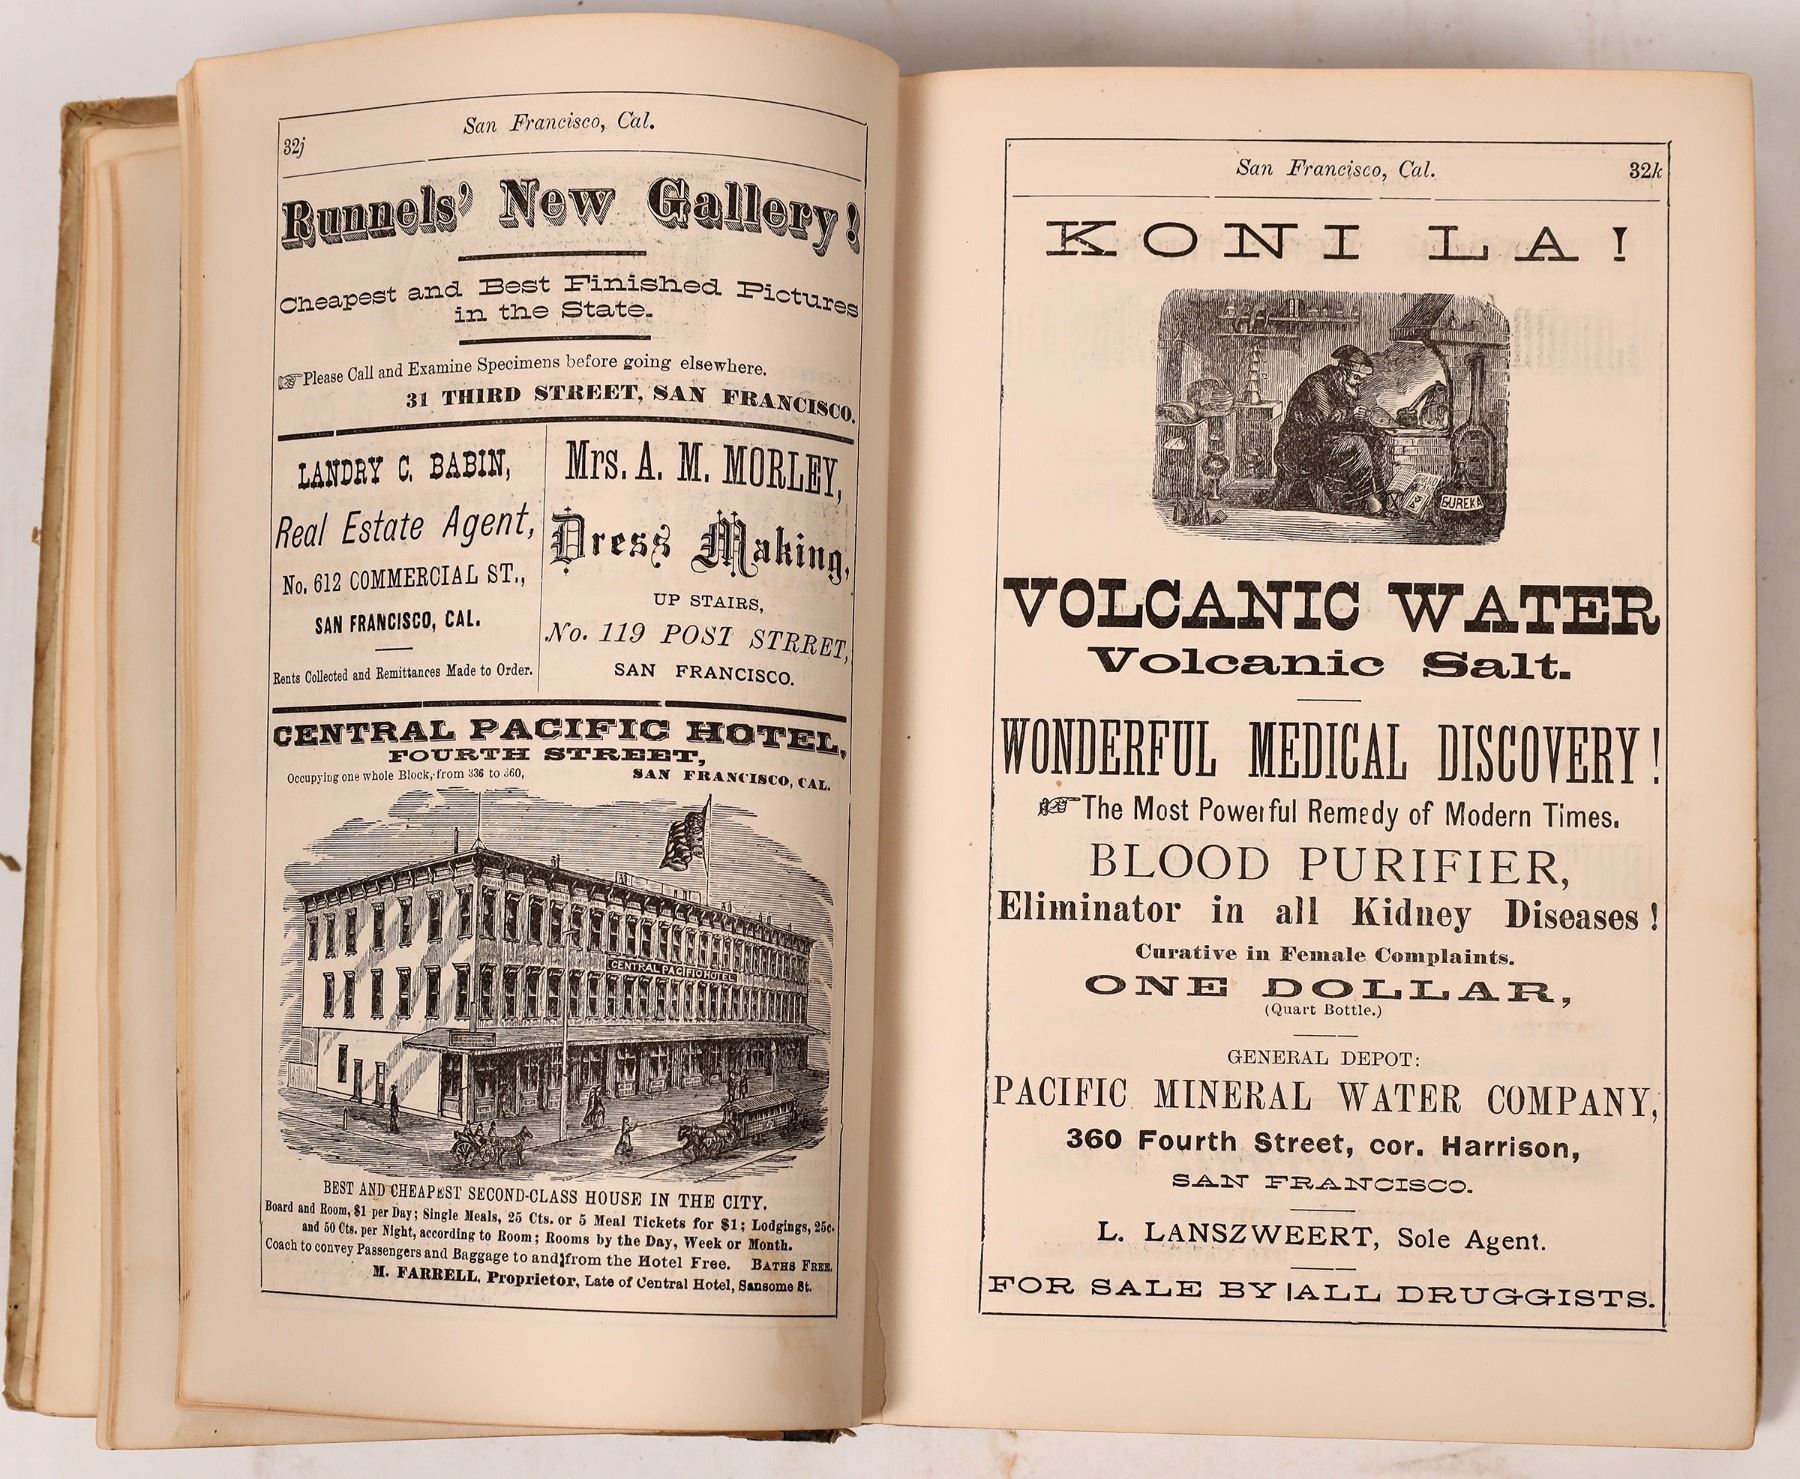 32j
San Francisco, Cal.
Runnels' New Gallery!
Cheapest and Best Finished Pictures
in the State.
☞Please Call and Examine Specimens before going elsewhere.
31 THIRD STREET, SAN FRANCISCO.
LANDRY C. BABIN,
Real Estate Agent,
No. 612 COMMERCIAL ST.,
SAN FRANCISCO, CAL.
Rents Collected and Remittances Made to Order.
Mrs. A. M. MORLEY,
Dress Making,
UP STAIRS,
No. 119 POST STRRET,
SAN FRANCISCO.
CENTRAL PACIFIC HOTEL,
FOURTH STREET,
Occupying one whole Block, from 336 to 360,
SAN FRANCISCO, CAL.
CENTRAL PACIFIC HOTEL
BEST AND CHEAPEST SECOND-CLASS HOUSE IN THE CITY.
Board and Room, $1 per Day; Single Meals, 25 Cts. or 5 Meal Tickets for $1; Lodgings, 25c.
and 50 Cts. per Night, according to Room; Rooms by the Day, Week or Month.
Coach to convey Passengers and Baggage to and from the Hotel Free. BATHS FREE.
M. FARRELL, Proprietor, Late of Central Hotel, Sansome St.
San Francisco, Cal.
32k
KONI LA!
EUREKA
VOLCANIC WATER
Volcanic Salt.
WONDERFUL MEDICAL DISCOVERY!
☞The Most Powerful Remedy of Modern Times.
BLOOD PURIFIER,
Eliminator in all Kidney Diseases!
Curative in Female Complaints.
ONE DOLLAR,
(Quart Bottle.)
GENERAL DEPOT:
PACIFIC MINERAL WATER COMPANY,
360 Fourth Street, cor. Harrison,
SAN FRANCISCO.
L. LANSZWEERT, Sole Agent.
FOR SALE BY ALL DRUGGISTS.